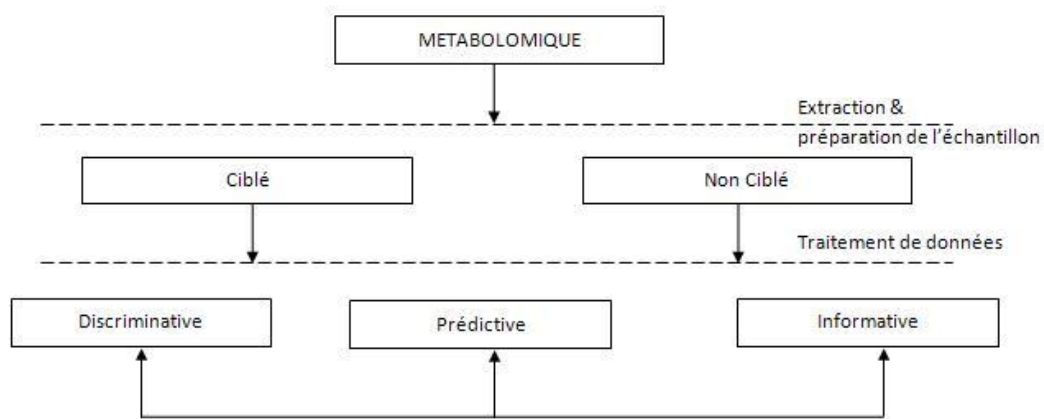 METABOLOMIQUE
Extraction &
préparation de l'échantillon
Ciblé
Non Ciblé
Traitement de données
Discriminative
Prédictive
Informative